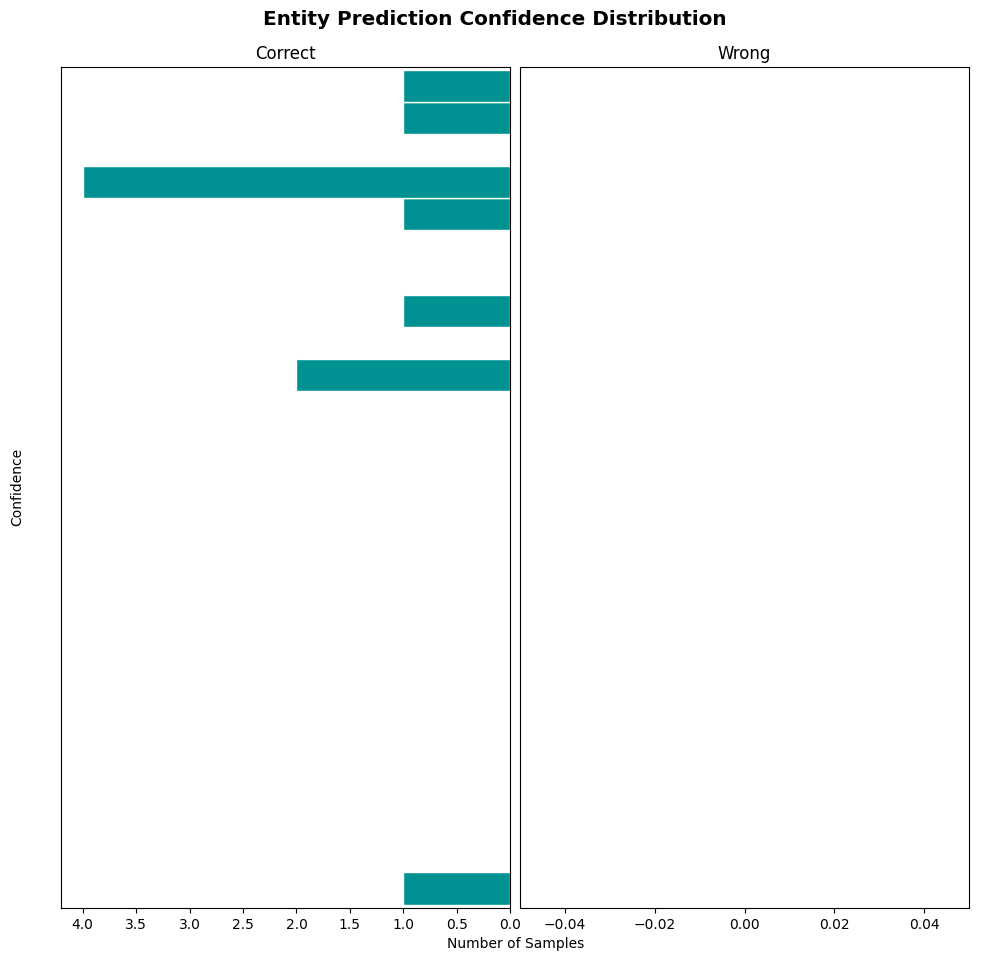 Entity Prediction Confidence Distribution
Correct
Wrong
Confidence
4.0 3.5 3.0 2.5 2.0 1.5 1.0 0.5 0.0
−0.04 −0.02 0.00 0.02 0.04
Number of Samples